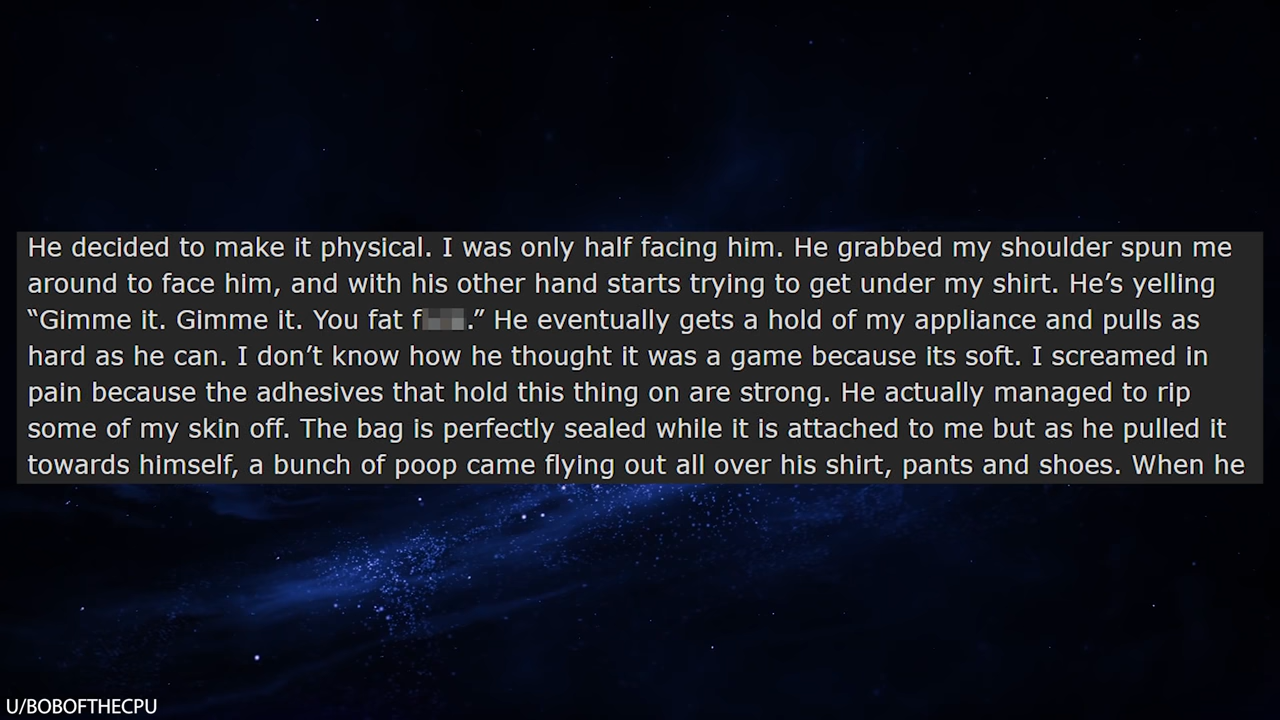 He decided to make it physical. I was only half facing him. He grabbed my shoulder spun me
around to face him, and with his other hand starts trying to get under my shirt. He’s yelling
“Gimme it. Gimme it. You fat f.” He eventually gets a hold of my appliance and pulls as
hard as he can. I don’t know how he thought it was a game because its soft. I screamed in
pain because the adhesives that hold this thing on are strong. He actually managed to rip
some of my skin off. The bag is perfectly sealed while it is attached to me but as he pulled it
towards himself, a bunch of poop came flying out all over his shirt, pants and shoes. When he
U/BOBOFTHECPU